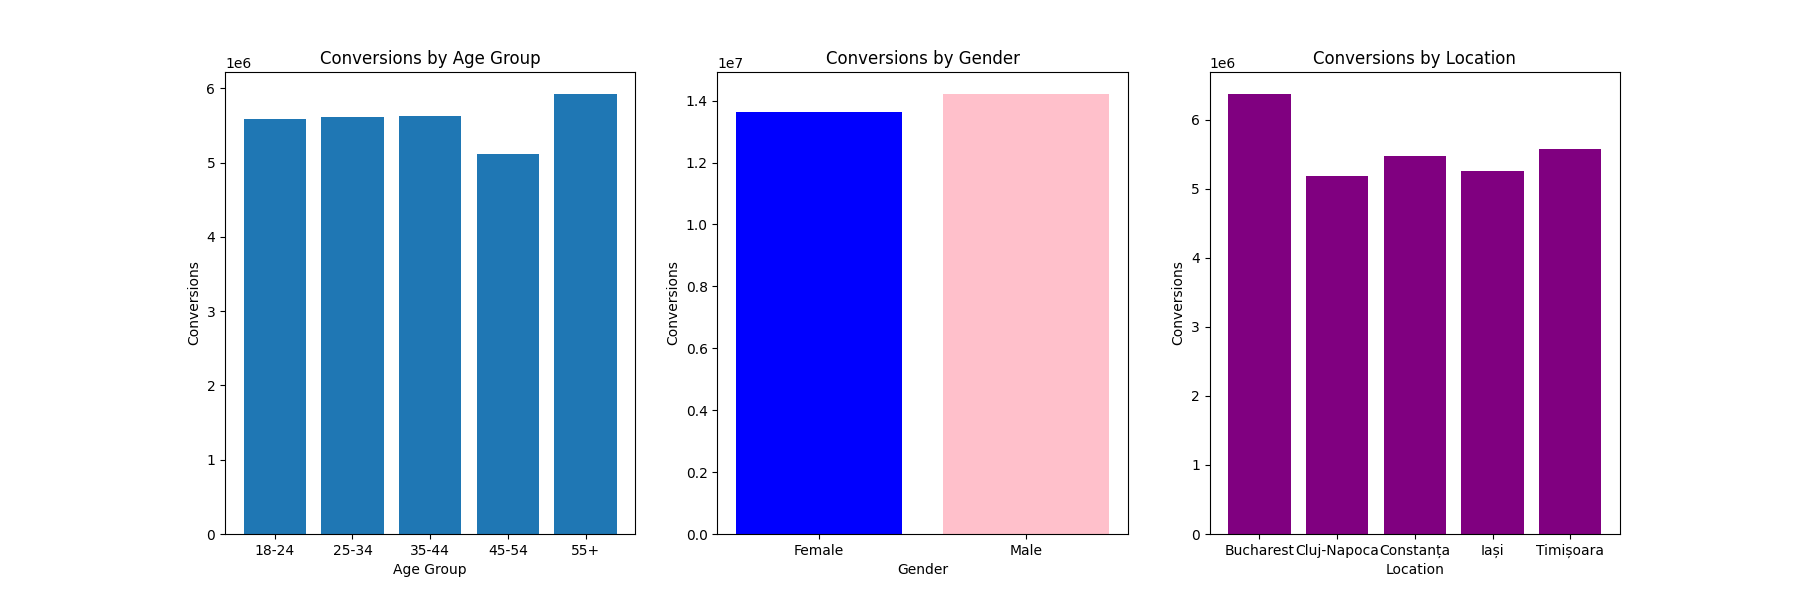 Conversions by Age Group
1e6
6
5
4
3
2
1
0
Conversions
18-24 25-34 35-44 45-54 55+
Age Group
Conversions by Gender
1e7
1.4
1.2
1.0
0.8
0.6
0.4
0.2
0.0
Conversions
Female Male
Gender
Conversions by Location
1e6
6
5
4
3
2
1
0
Conversions
Bucharest Cluj-Napoca Constanța Iași Timișoara
Location